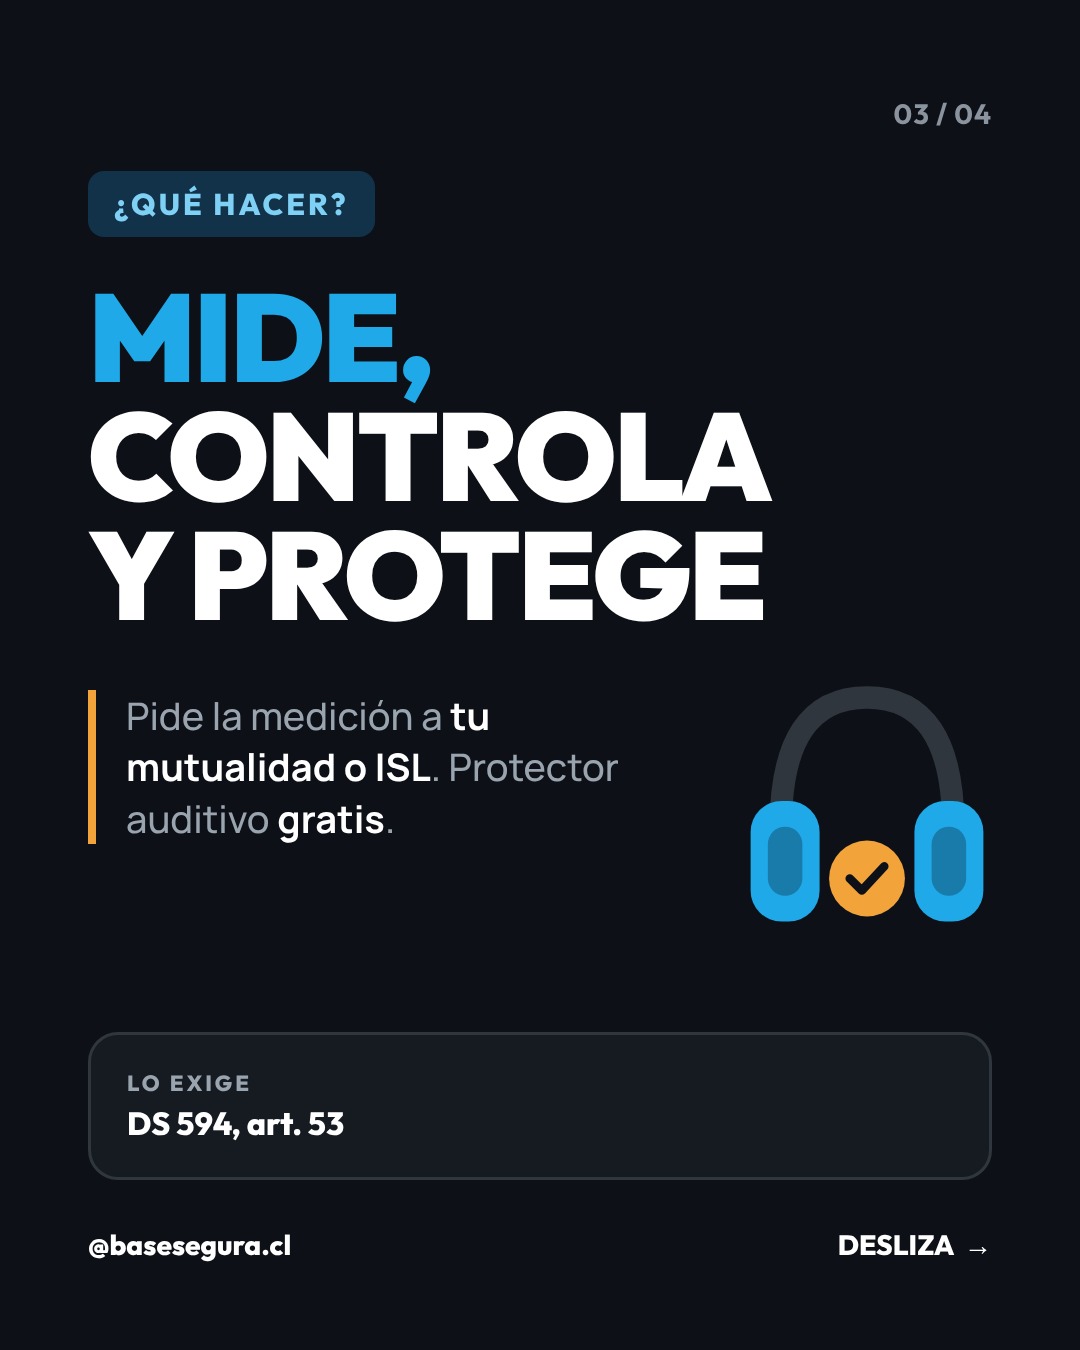 03 / 04
¿QUÉ HACER?
MIDE,
CONTROLA
Y PROTEGE
Pide la medición a tu
mutualidad o ISL. Protector
auditivo gratis.
LO EXIGE
DS 594, art. 53
@basesegura.cl
DESLIZA →